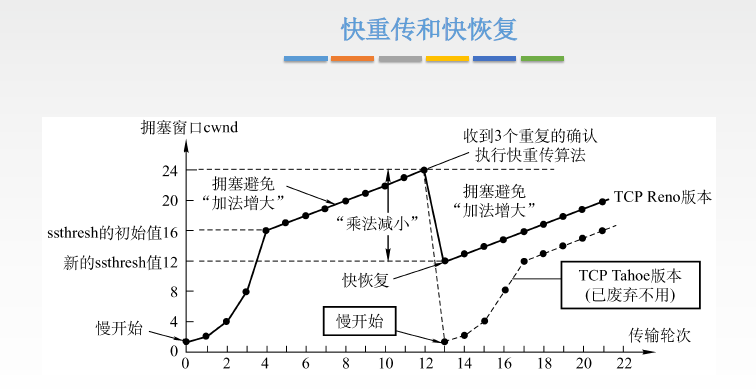 快重传和快恢复
拥塞窗口cwnd
收到3个重复的确认
执行快重传算法
24
拥塞避免
“加法增大”
拥塞避免
“加法增大”
20
TCP Reno版本
“乘法减小”
ssthresh的初始值16
新的ssthresh值12
快恢复
TCP Tahoe版本
(已废弃不用)
8
慢开始
慢开始
4
传输轮次
0
0 2 4 6 8 10 12 14 16 18 20 22